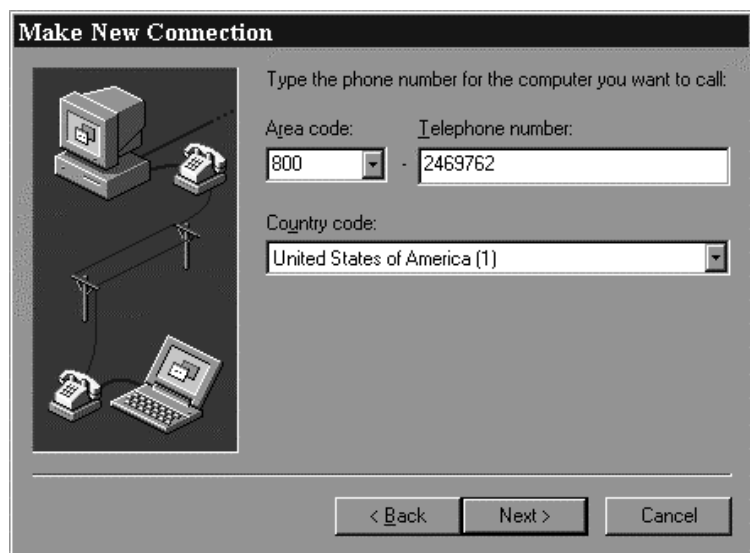 Make New Connection
Type the phone number for the computer you want to call:
Area code: Telephone number:
800 - 2469762
Country code:
United States of America (1)
< Back Next > Cancel